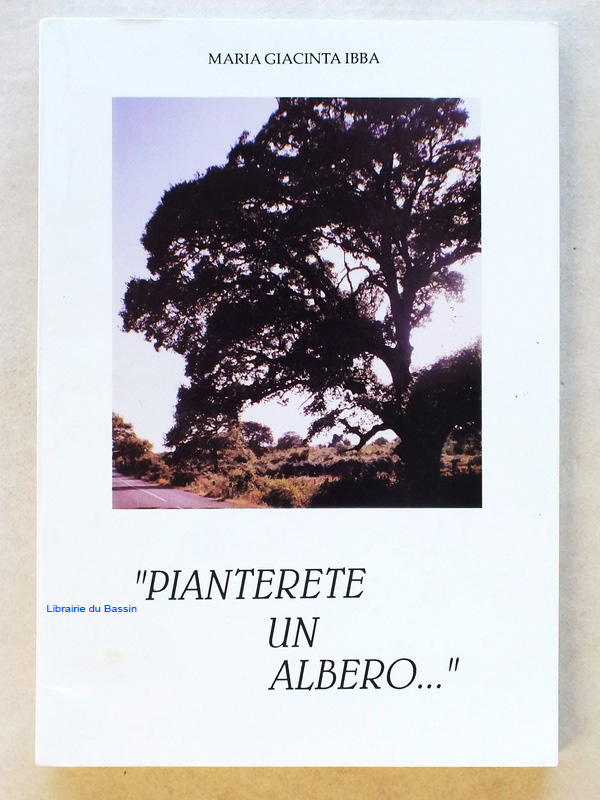 MARIA GIACINTA IBBA
"PIANTERETE
Librairie du Bassin
UN
ALBERO..."